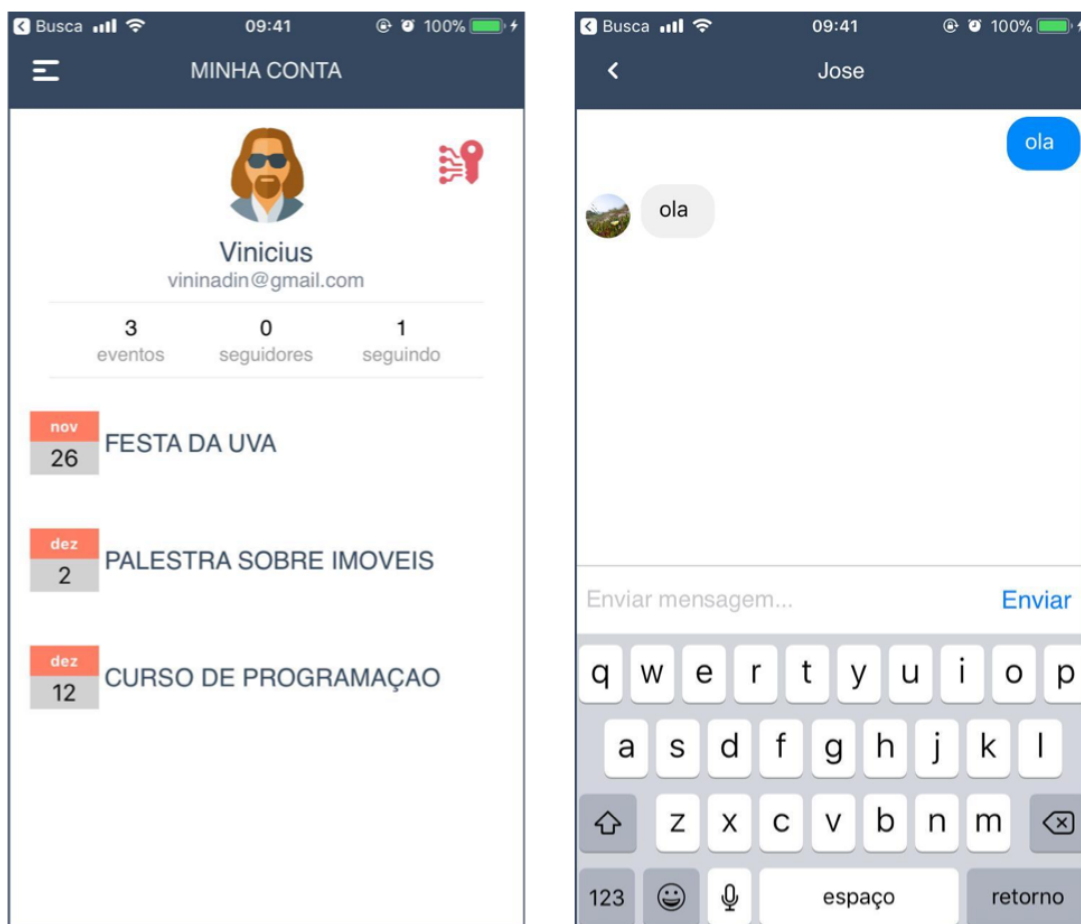 Busca 09:41 100%
MINHA CONTA
Vinicius
vininadin@gmail.com
3 0 1
eventos seguidores seguindo
nov
26 FESTA DA UVA
dez
2 PALESTRA SOBRE IMOVEIS
dez
12 CURSO DE PROGRAMAÇAO
Busca 09:41 100%
Jose
ola
ola
Enviar mensagem... Enviar
q w e r t y u i o p
a s d f g h j k l
z x c v b n m
123 espaço retorno